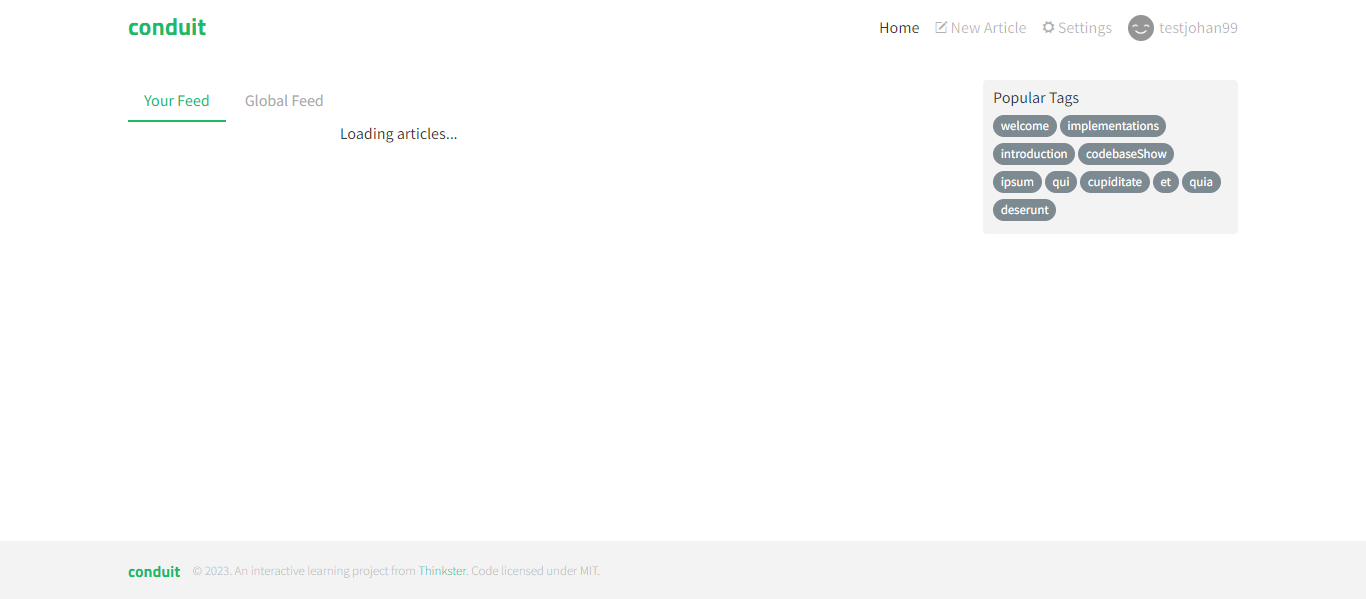 conduit
Home New Article Settings testjohan99
Your Feed Global Feed
Loading articles...
Popular Tags
welcome implementations
introduction codebaseShow
ipsum qui cupiditate et quia
deserunt
conduit © 2023. An interactive learning project from Thinkster. Code licensed under MIT.